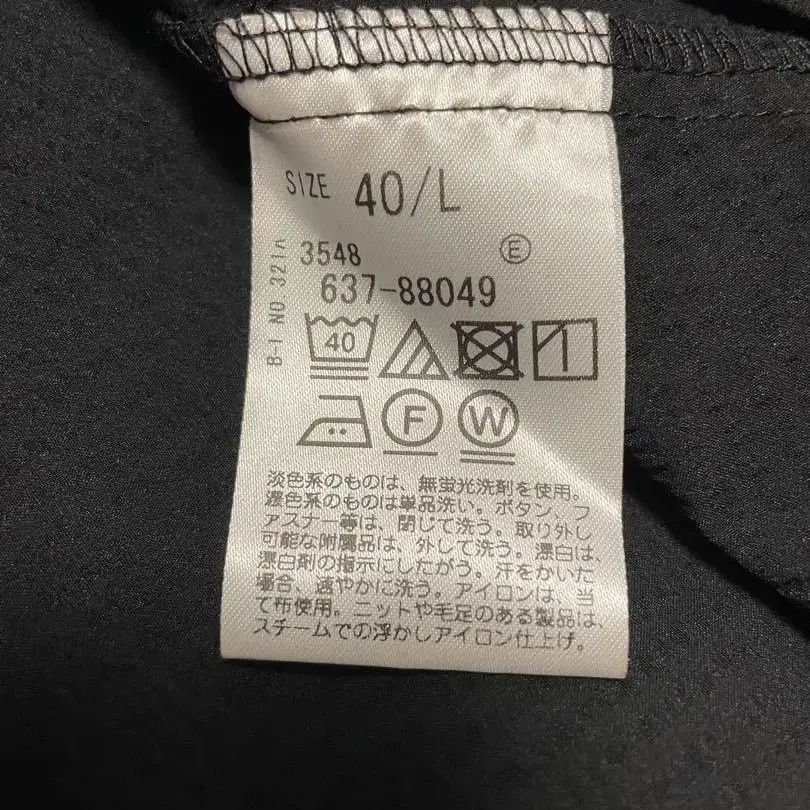 SIZE 40/L
3548 E
637-88049
B-I NO 321n
40
F W
淡色系のものは、無蛍光洗剤を使用。
濃色系のものは単品洗い。ボタン、フ
ァスナー等は、閉じて洗う。取り外し
可能な附属品は、外して洗う。漂白は、
漂白剤の指示にしたがう。汗をかいた
場合、速やかに洗う。アイロンは、当
て布使用。ニットや毛足のある製品は、
スチームでの浮かしアイロン仕上げ。